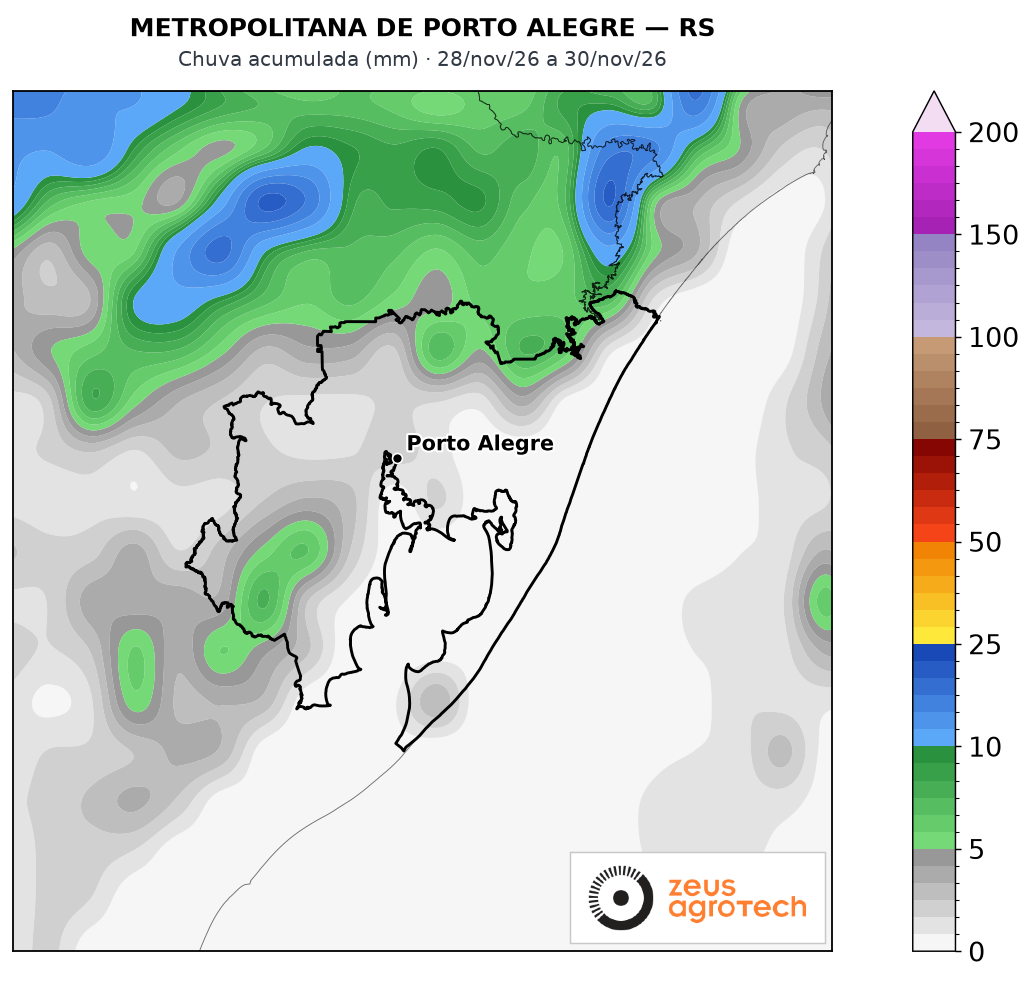 METROPOLITANA DE PORTO ALEGRE — RS
Chuva acumulada (mm) · 28/nov/26 a 30/nov/26
Porto Alegre
200
150
100
75
50
25
10
5
0
zeus
agrotech